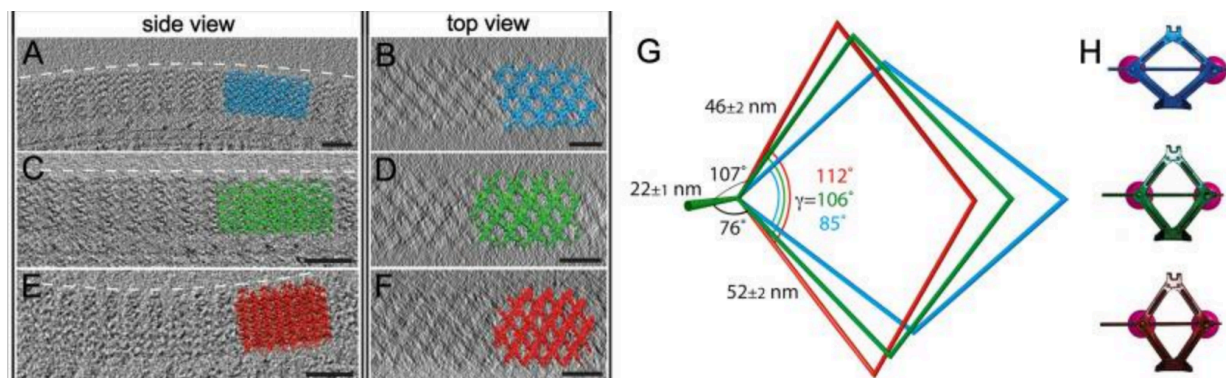 side view
top view
A
B
C
D
E
F
G
H
46±2 nm
107°
22±1 nm
76°
112°
γ=106°
85°
52±2 nm